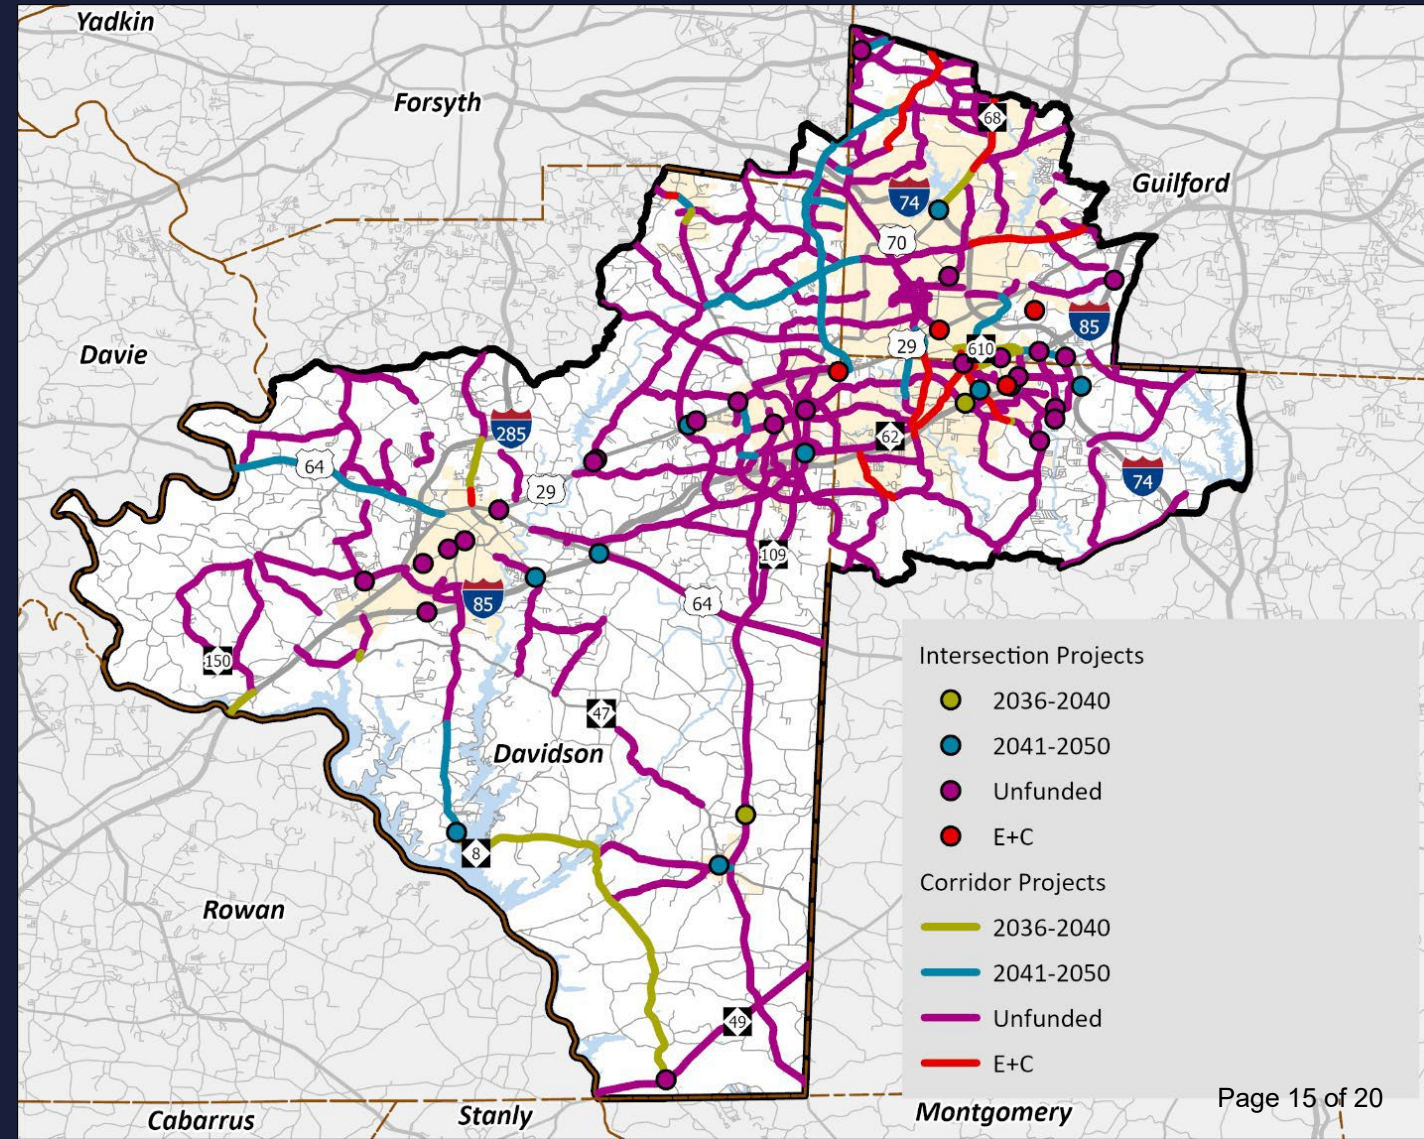 Yadkin
Forsyth
68
Guilford
74
70
85
Davie
29
610
285
62
64
29
74
109
85
64
150
47
Davidson
8
Rowan
49
Intersection Projects
2036-2040
2041-2050
Unfunded
E+C
Corridor Projects
2036-2040
2041-2050
Unfunded
E+C
Page 15 of 20
Cabarrus
Stanly
Montgomery